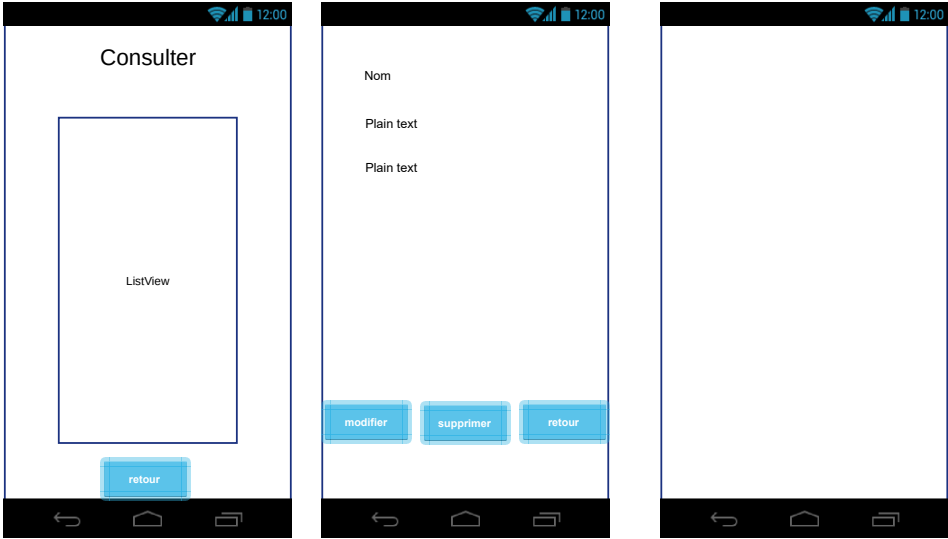 12:00
Consulter
ListView
retour
12:00
Nom
Plain text
Plain text
modifier
supprimer
retour
12:00